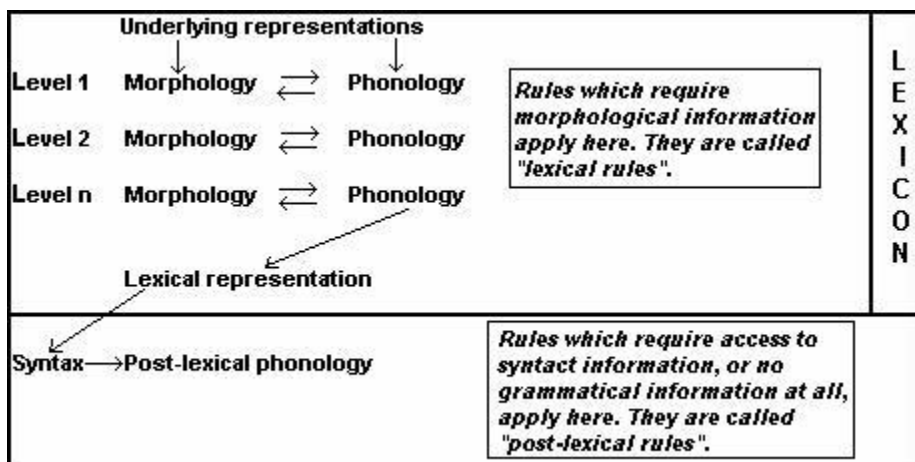 Underlying representations
Level 1 Morphology ⇄ Phonology
Level 2 Morphology ⇄ Phonology
Level n Morphology ⇄ Phonology
Rules which require
morphological information
apply here. They are called
"lexical rules".
LEXICON
Lexical representation
Syntax → Post-lexical phonology
Rules which require access to
syntact information, or no
grammatical information at all,
apply here. They are called
"post-lexical rules".